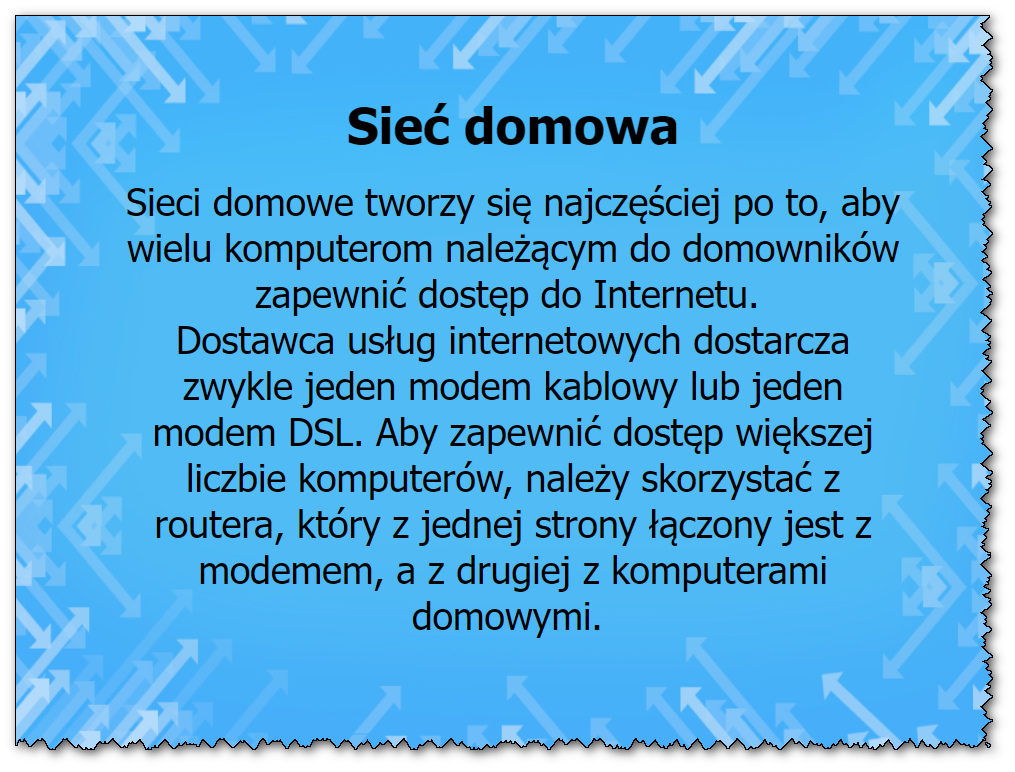 Sieć domowa
Sieci domowe tworzy się najczęściej po to, aby
wielu komputerom należącym do domowników
zapewnić dostęp do Internetu.
Dostawca usług internetowych dostarcza
zwykle jeden modem kablowy lub jeden
modem DSL. Aby zapewnić dostęp większej
liczbie komputerów, należy skorzystać z
routera, który z jednej strony łączony jest z
modemem, a z drugiej z komputerami
domowymi.